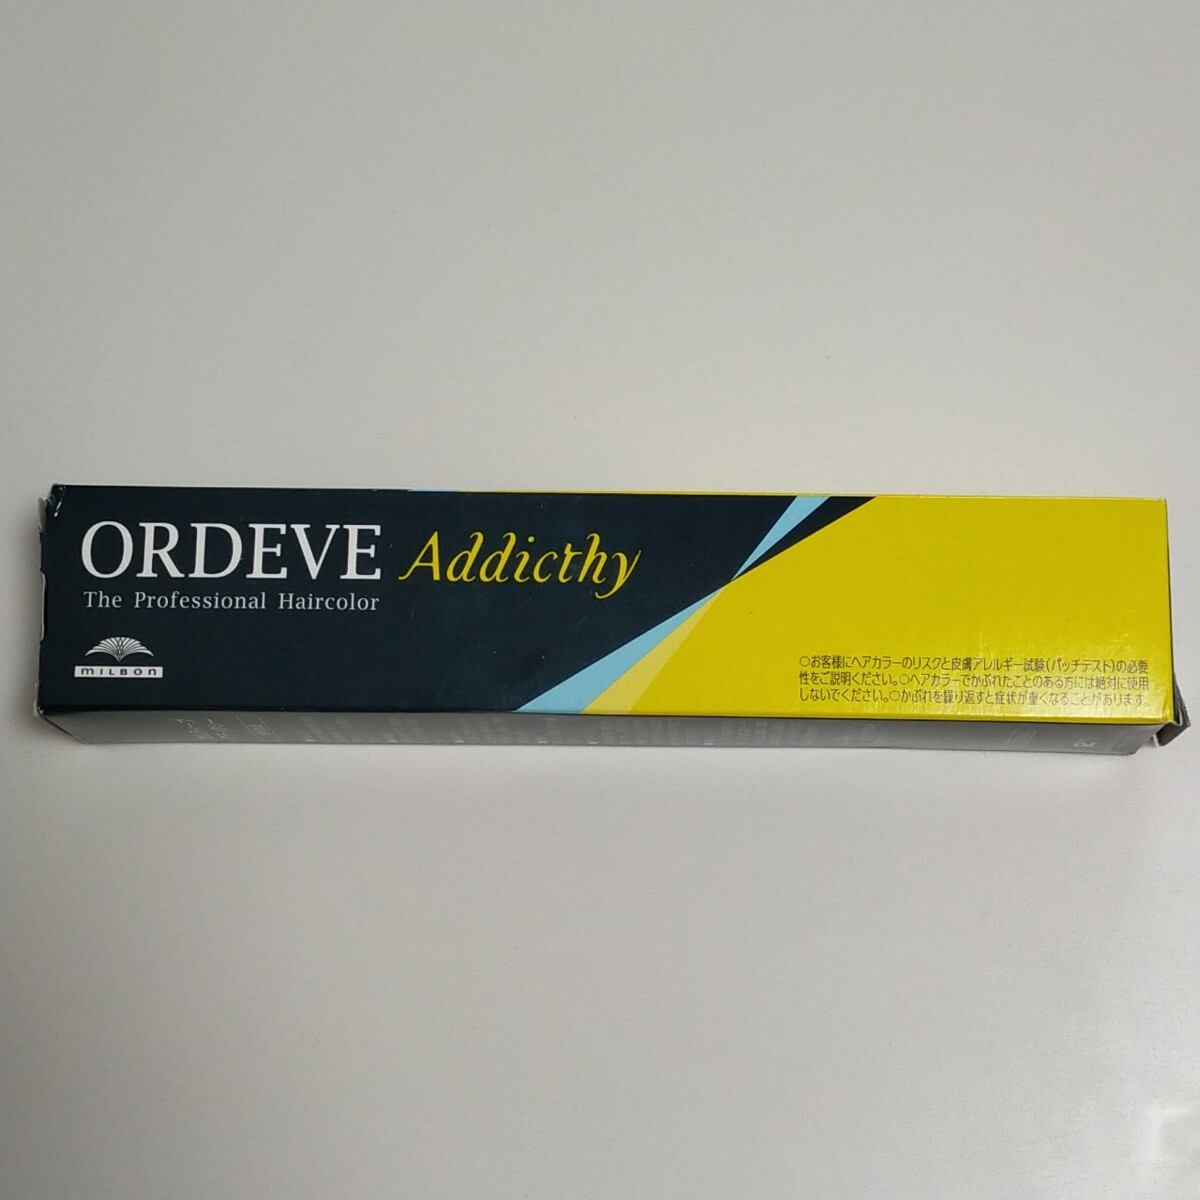 ORDEVE Addicthy
The Professional Haircolor
MILBON
○お客様にヘアカラーのリスクと皮膚アレルギー試験(パッチテスト)の必要
性をご説明ください。○ヘアカラーでかぶれたことのある方には絶対に使用
しないでください。○かぶれを繰り返すと症状が重くなることがあります。